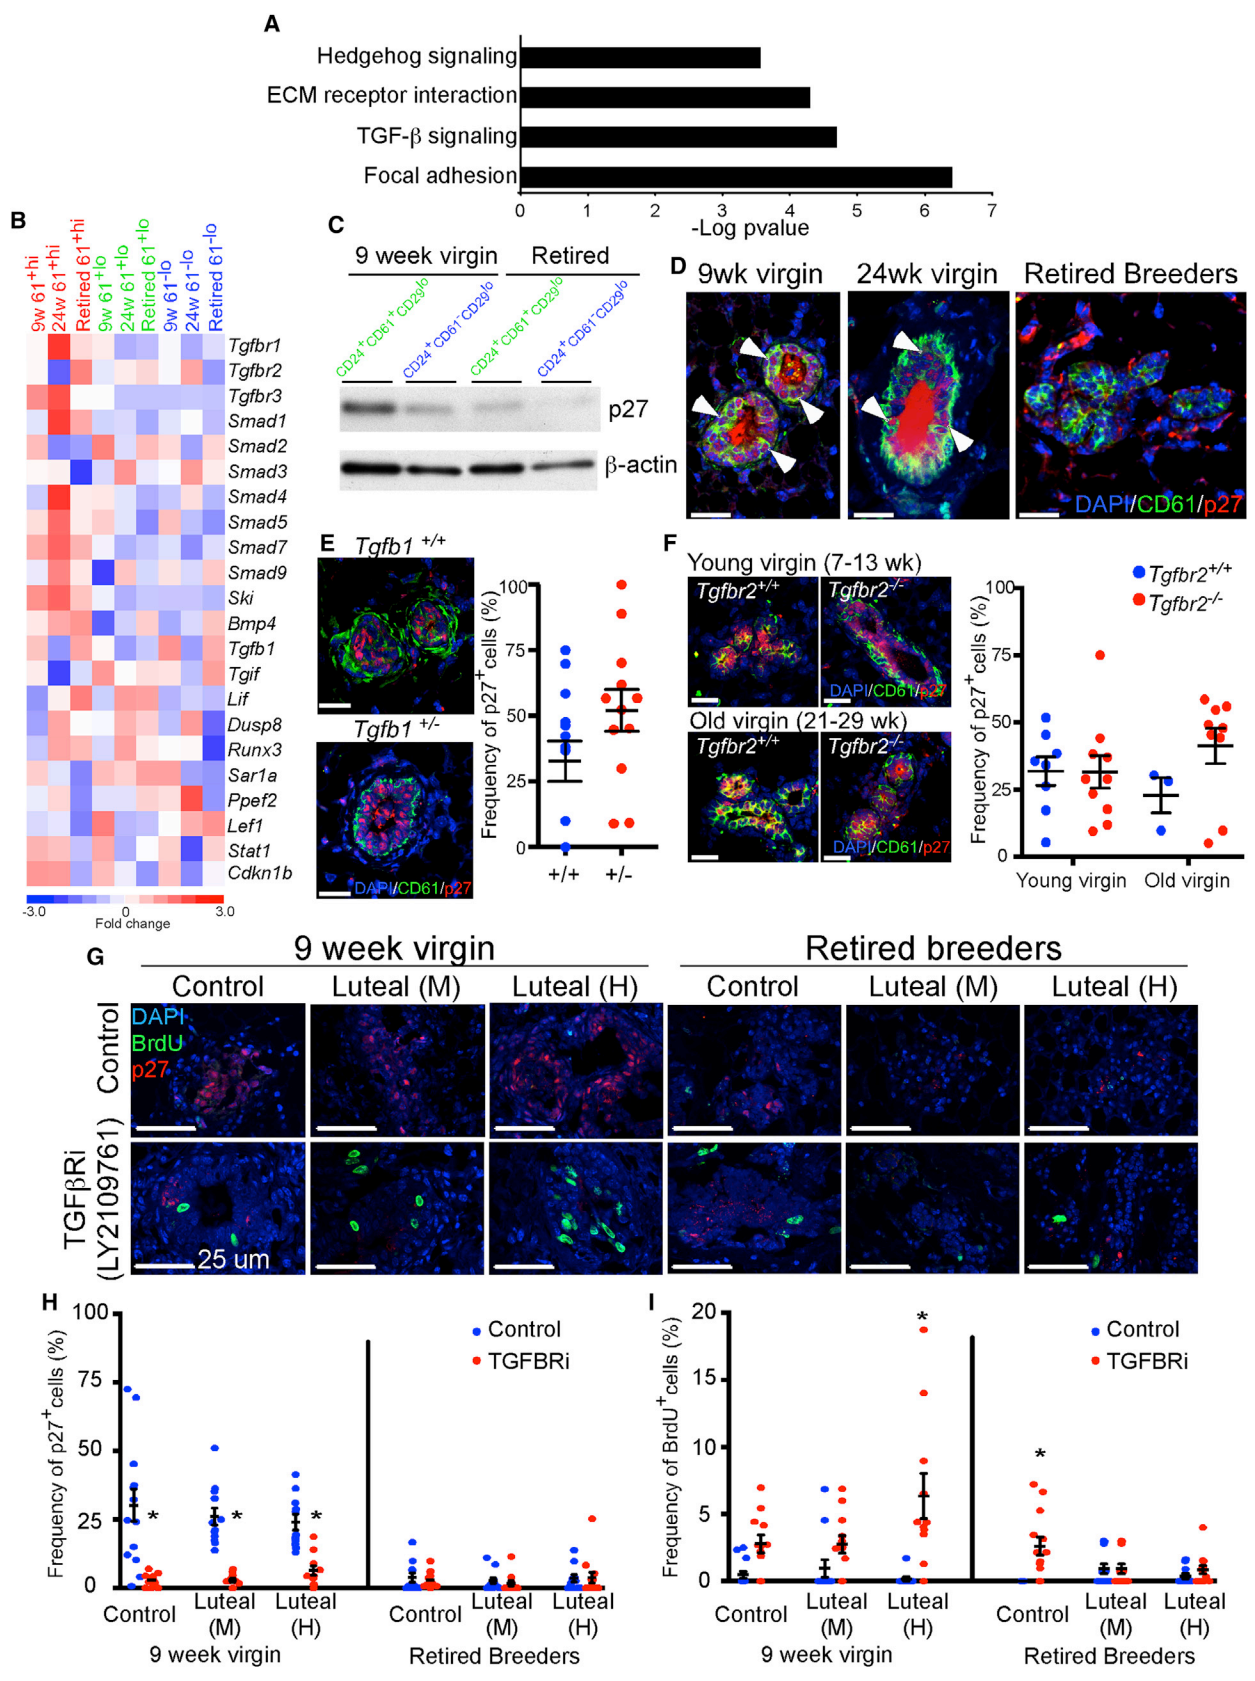 A
Hedgehog signaling
ECM receptor interaction
TGF-β signaling
Focal adhesion
0 1 2 3 4 5 6 7
-Log pvalue
B
9w 61+hi
24w 61+hi
Retired 61+hi
9w 61+lo
24w 61+lo
Retired 61+lo
9w 61-lo
24w 61-lo
Retired 61-lo
Tgfbr1
Tgfbr2
Tgfbr3
Smad1
Smad2
Smad3
Smad4
Smad5
Smad7
Smad9
Ski
Bmp4
Tgfb1
Tgif
Lif
Dusp8
Runx3
Sar1a
Ppef2
Lef1
Stat1
Cdkn1b
-3.0 0 3.0
Fold change
C
9 week virgin Retired
CD24+CD61+CD29lo
CD24+CD61-CD29lo
CD24+CD61+CD29lo
CD24+CD61-CD29lo
p27
β-actin
D
9wk virgin 24wk virgin Retired Breeders
DAPI/CD61/p27
E
Tgfb1 +/+
Tgfb1 +/-
DAPI/CD61/p27
Frequency of p27+cells (%)
100
75
50
25
0
+/+ +/-
F
Young virgin (7-13 wk)
Tgfbr2+/+ Tgfbr2-/-
DAPI/CD61/p27
Old virgin (21-29 wk)
Tgfbr2+/+ Tgfbr2-/-
DAPI/CD61/p27
Frequency of p27+cells (%)
100
75
50
25
0
Tgfbr2+/+
Tgfbr2-/-
Young virgin Old virgin
G
9 week virgin Retired breeders
Control Luteal (M) Luteal (H) Control Luteal (M) Luteal (H)
Control
DAPI
BrdU
p27
TGFβRi
(LY2109761)
25 um
H
Frequency of p27+cells (%)
100
75
50
25
0
Control
TGFBRi
* * *
Control Luteal (M) Luteal (H) Control Luteal (M) Luteal (H)
9 week virgin Retired Breeders
I
Frequency of BrdU+cells (%)
20
15
10
5
0
Control
TGFBRi
* *
Control Luteal (M) Luteal (H) Control Luteal (M) Luteal (H)
9 week virgin Retired Breeders